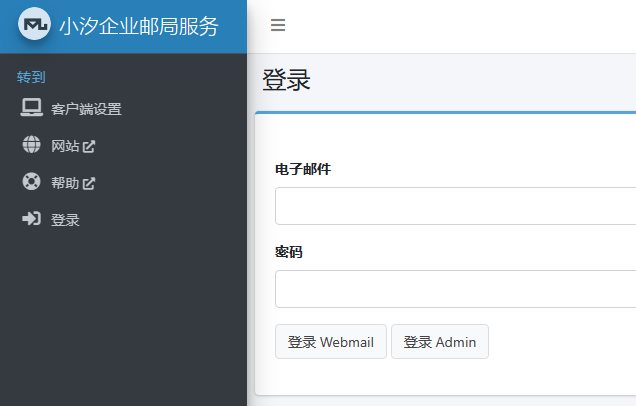 小汐企业邮局服务
转到
客户端设置
网站
帮助
登录
登录
电子邮件
密码
登录 Webmail
登录 Admin